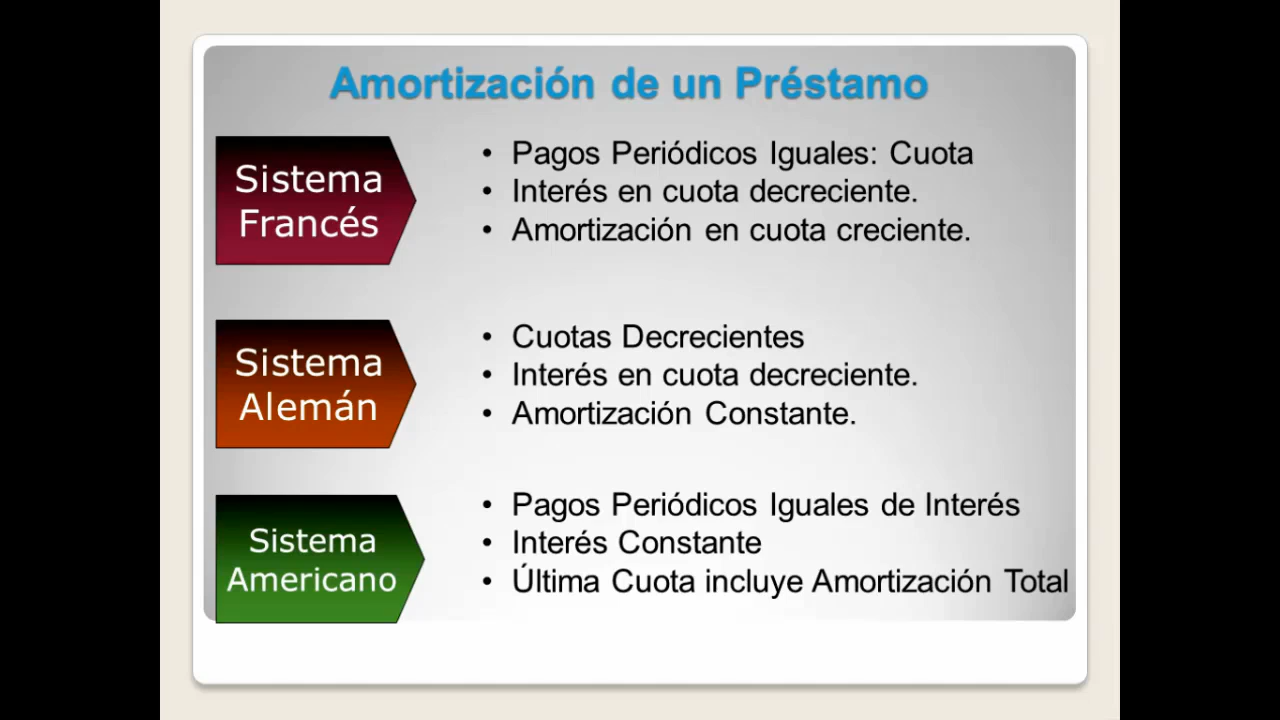 Amortización de un Préstamo
Sistema
Francés
• Pagos Periódicos Iguales: Cuota
• Interés en cuota decreciente.
• Amortización en cuota creciente.
Sistema
Alemán
• Cuotas Decrecientes
• Interés en cuota decreciente.
• Amortización Constante.
Sistema
Americano
• Pagos Periódicos Iguales de Interés
• Interés Constante
• Última Cuota incluye Amortización Total